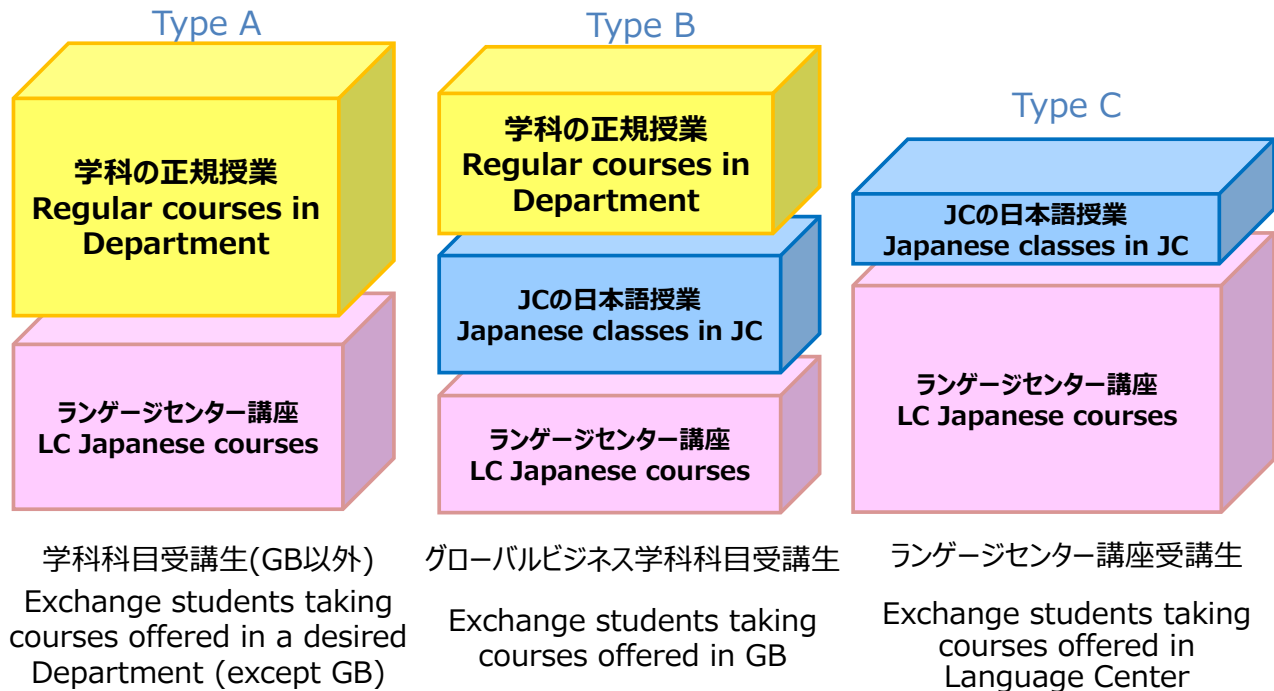 Type A
学科の正規授業
Regular courses in
Department
ランゲージセンター講座
LC Japanese courses
学科科目受講生(GB以外)
Exchange students taking
courses offered in a desired
Department (except GB)
Type B
学科の正規授業
Regular courses in
Department
JCの日本語授業
Japanese classes in JC
ランゲージセンター講座
LC Japanese courses
グローバルビジネス学科科目受講生
Exchange students taking
courses offered in GB
Type C
JCの日本語授業
Japanese classes in JC
ランゲージセンター講座
LC Japanese courses
ランゲージセンター講座受講生
Exchange students taking
courses offered in
Language Center